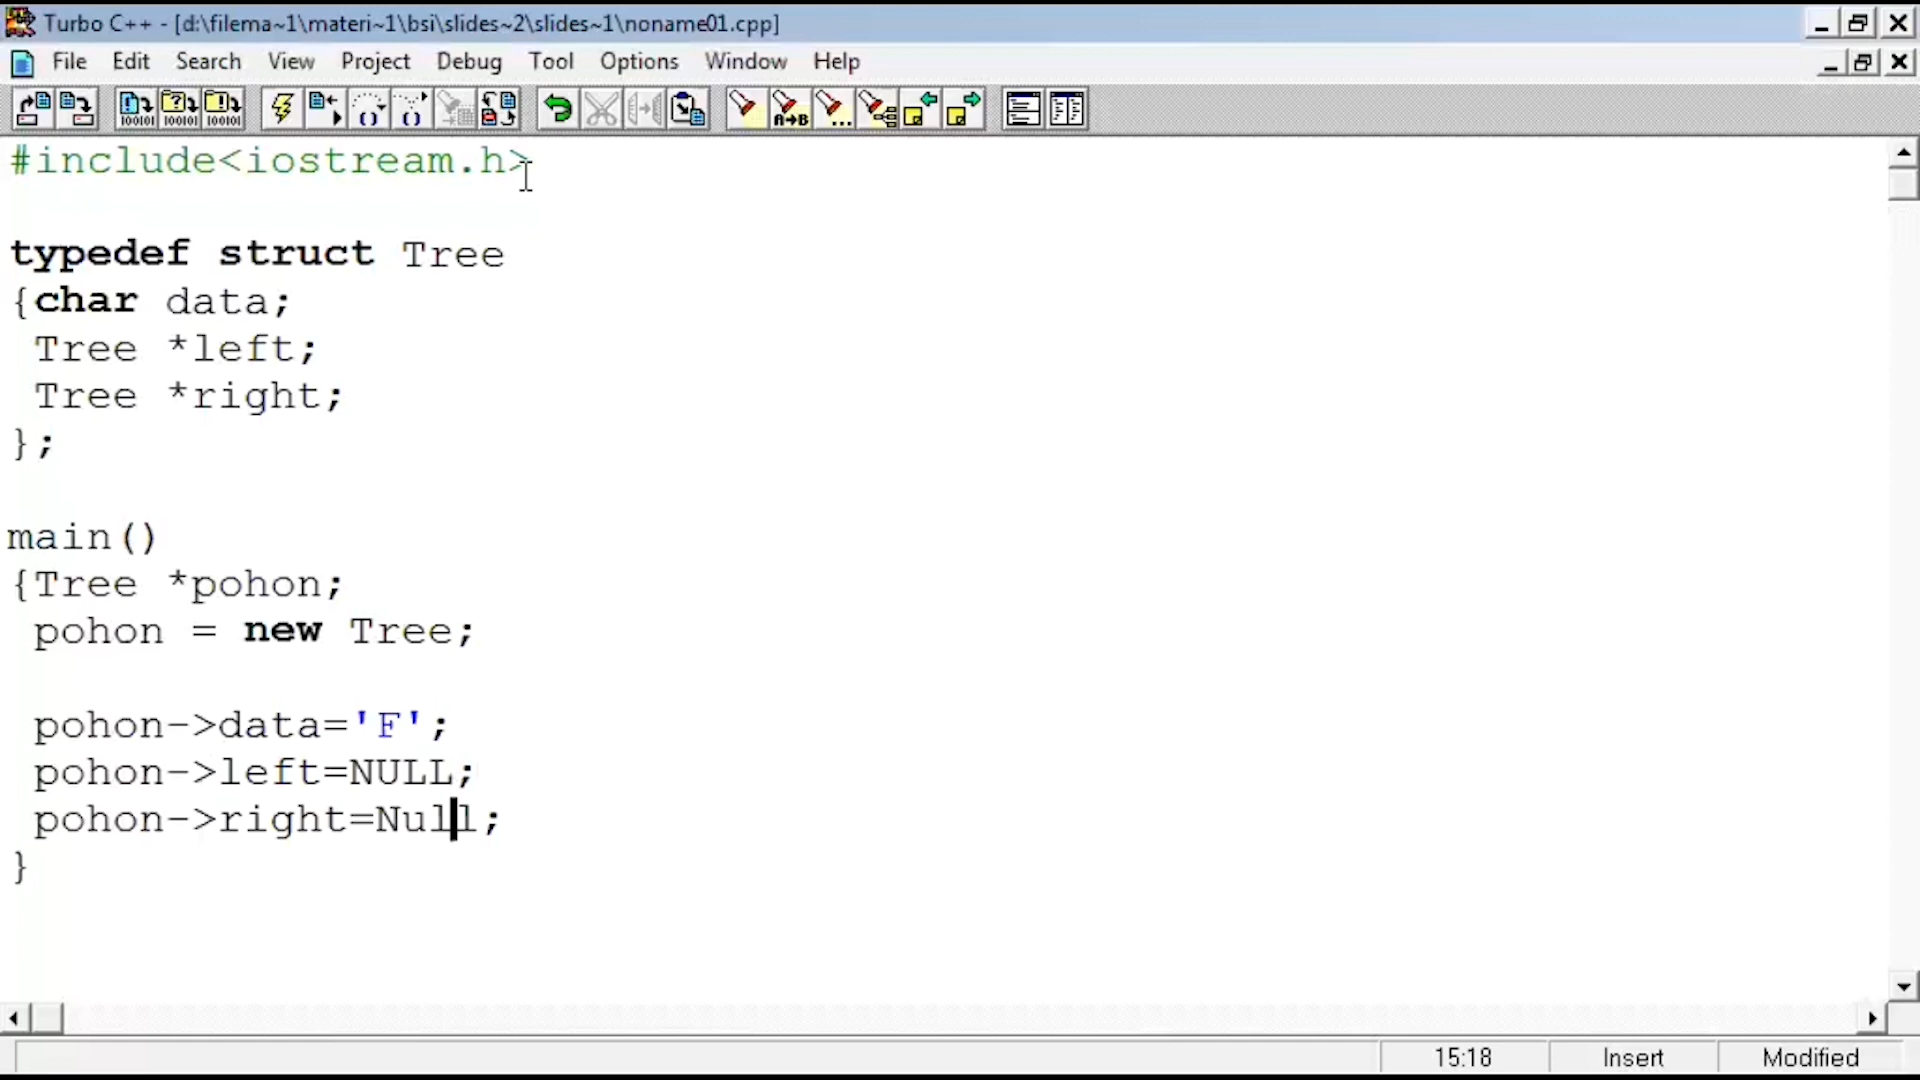 Turbo C++ - [d:\filema~1\materi~1\bsi\slides~2\slides~1\noname01.cpp]
File Edit Search View Project Debug Tool Options Window Help
#include<iostream.h>
typedef struct Tree
{char data;
Tree *left;
Tree *right;
};
main()
{Tree *pohon;
pohon = new Tree;
pohon->data='F';
pohon->left=NULL;
pohon->right=Null;
}
15:18 Insert Modified